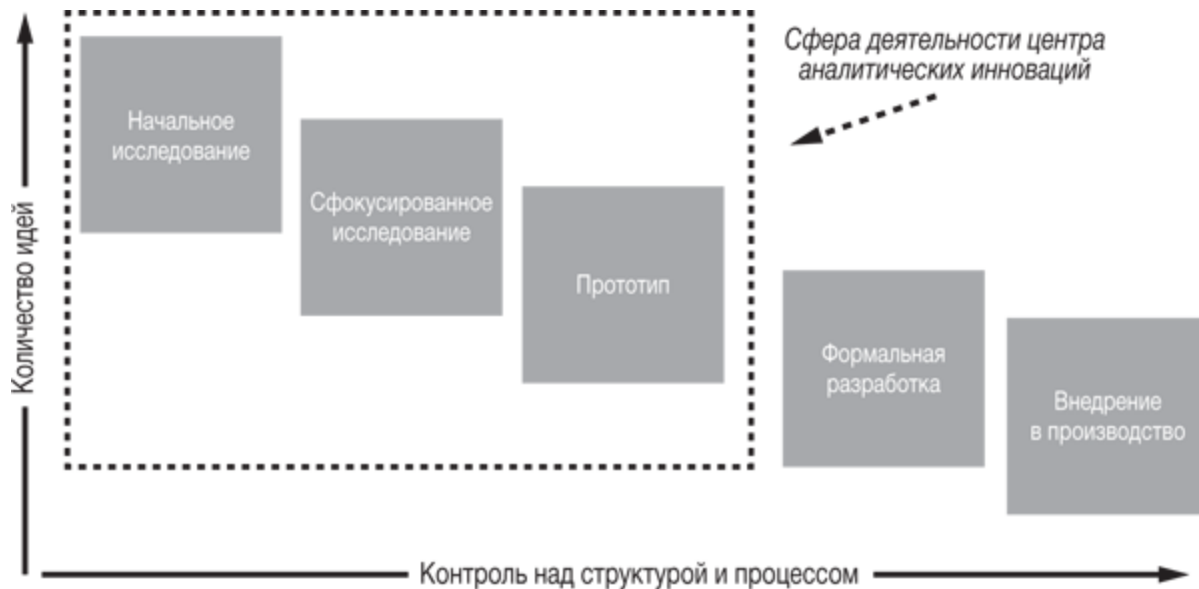 Сфера деятельности центра
аналитических инноваций
Начальное
исследование
Сфокусированное
исследование
Прототип
Формальная
разработка
Внедрение
в производство
Количество идей
Контроль над структурой и процессом